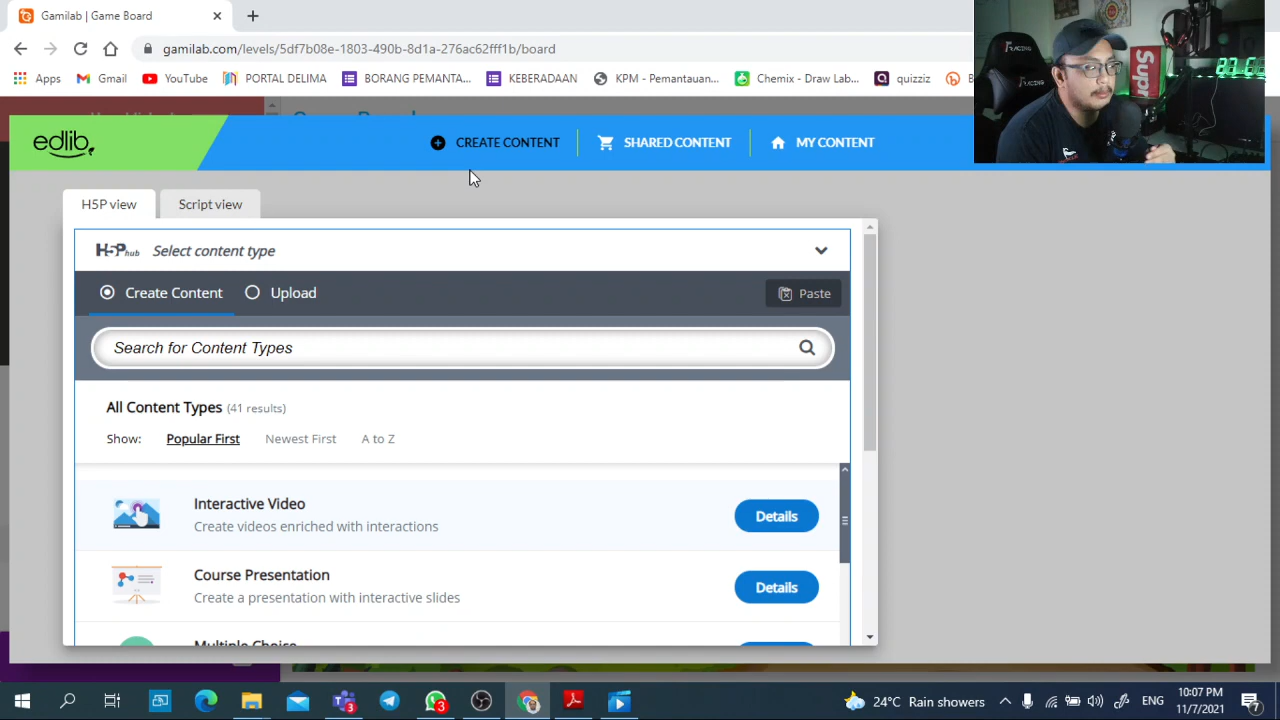 Gamilab | Game Board
gamilab.com/levels/5df7b08e-1803-490b-8d1a-276ac62fff1b/board
Apps Gmail YouTube PORTAL DELIMA BORANG PEMANTA... KEBERADAAN KPM - Pemantauan... Chemix - Draw Lab... quizziz
edlib
CREATE CONTENT SHARED CONTENT MY CONTENT
H5P view Script view
H5P hub Select content type
Create Content Upload Paste
Search for Content Types
All Content Types (41 results)
Show: Popular First Newest First A to Z
Interactive Video
Create videos enriched with interactions
Details
Course Presentation
Create a presentation with interactive slides
Details
Multiple Choice
24°C Rain showers ENG 10:07 PM
11/7/2021